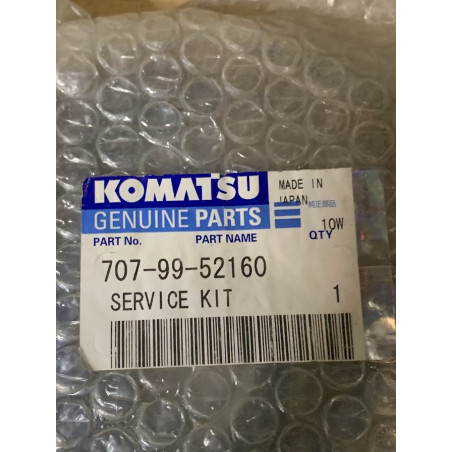 KOMATSU
MADE IN
JAPAN
GENUINE PARTS
純正部品
10W
PART No. PART NAME QTY
707-99-52160
SERVICE KIT 1